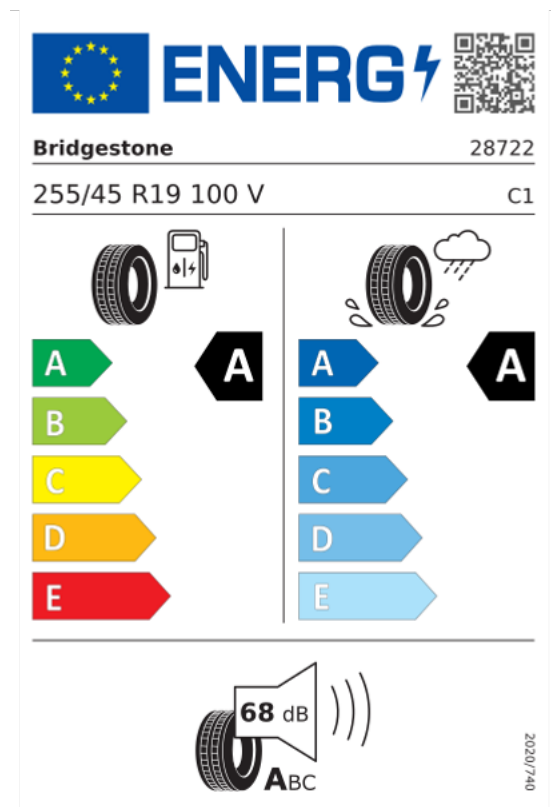 ENERG
Bridgestone 28722
255/45 R19 100 V C1
A A A A
B B
C C
D D
E E
68 dB
ABC
2020/740